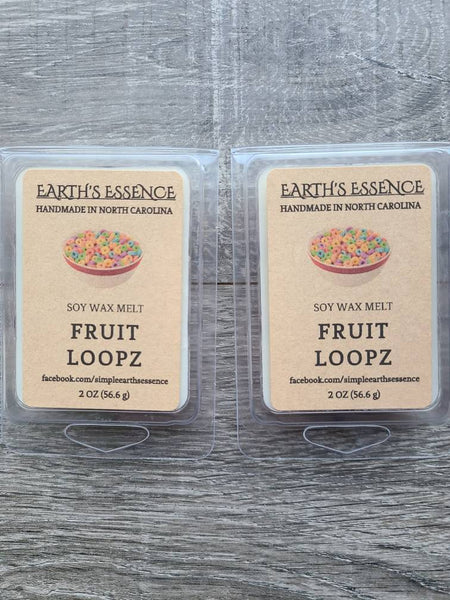 EARTH'S ESSENCE
HANDMADE IN NORTH CAROLINA
SOY WAX MELT
FRUIT
LOOPZ
facebook.com/simpleearthsessence
2 OZ (56.6 g)
EARTH'S ESSENCE
HANDMADE IN NORTH CAROLINA
SOY WAX MELT
FRUIT
LOOPZ
facebook.com/simpleearthsessence
2 OZ (56.6 g)